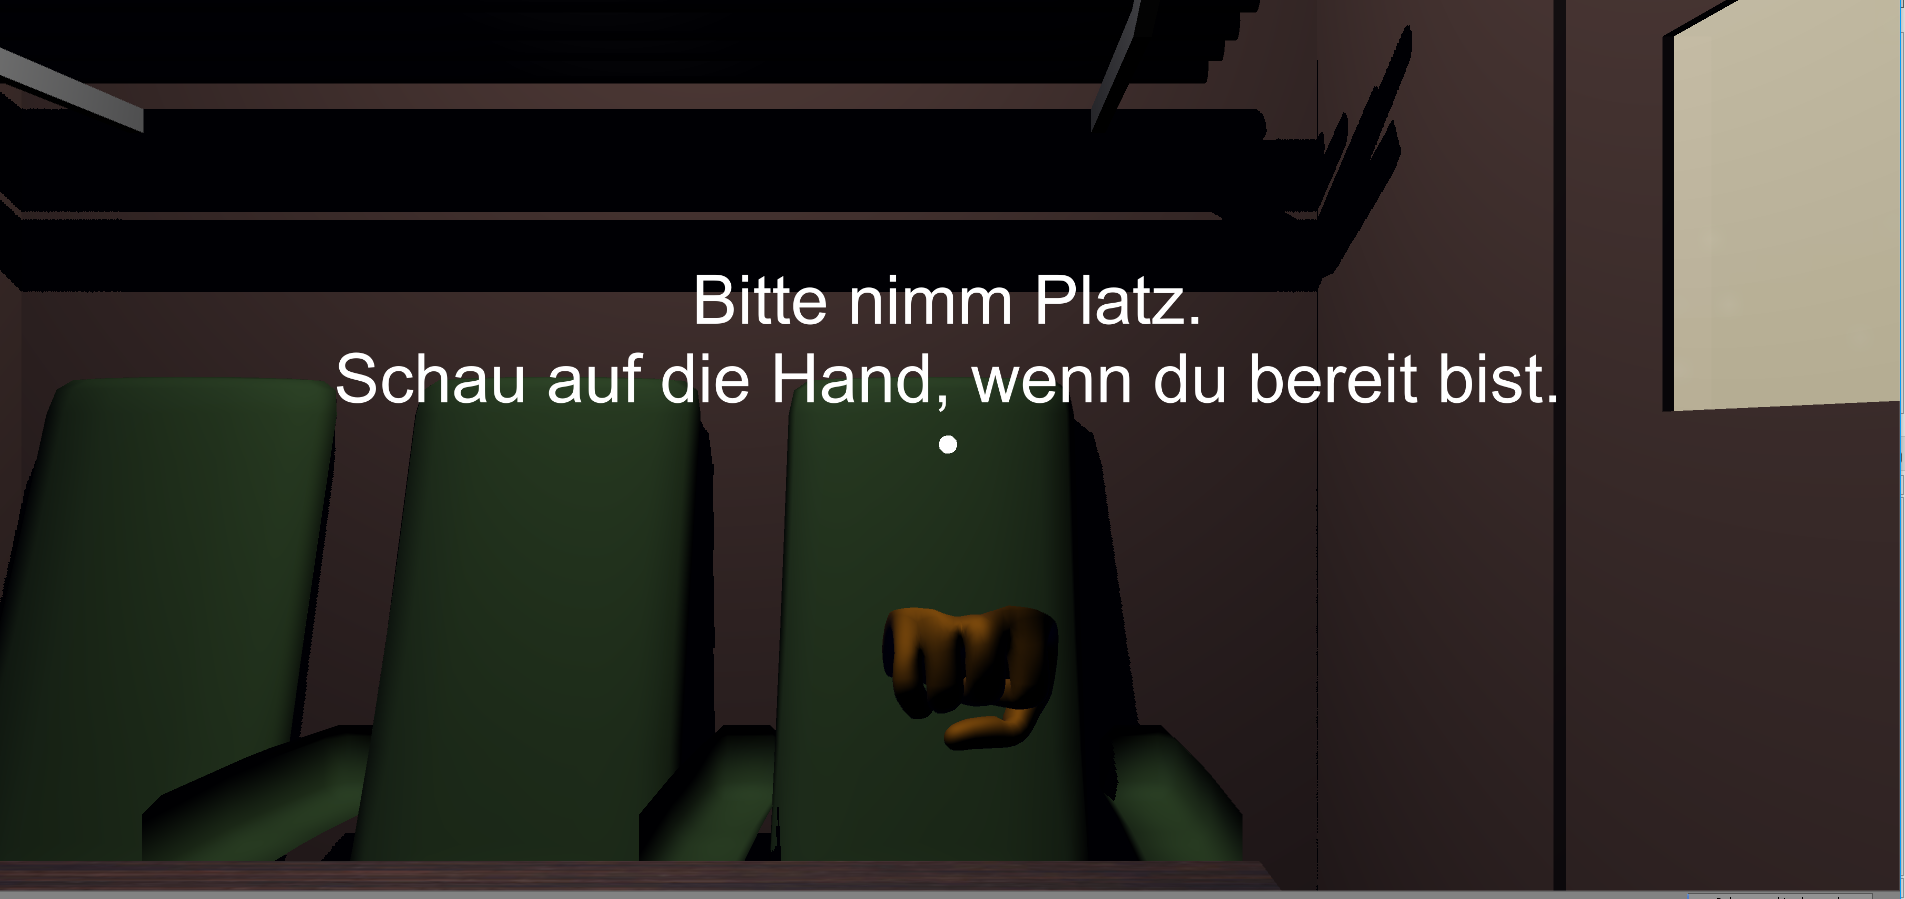 Bitte nimm Platz.
Schau auf die Hand, wenn du bereit bist.